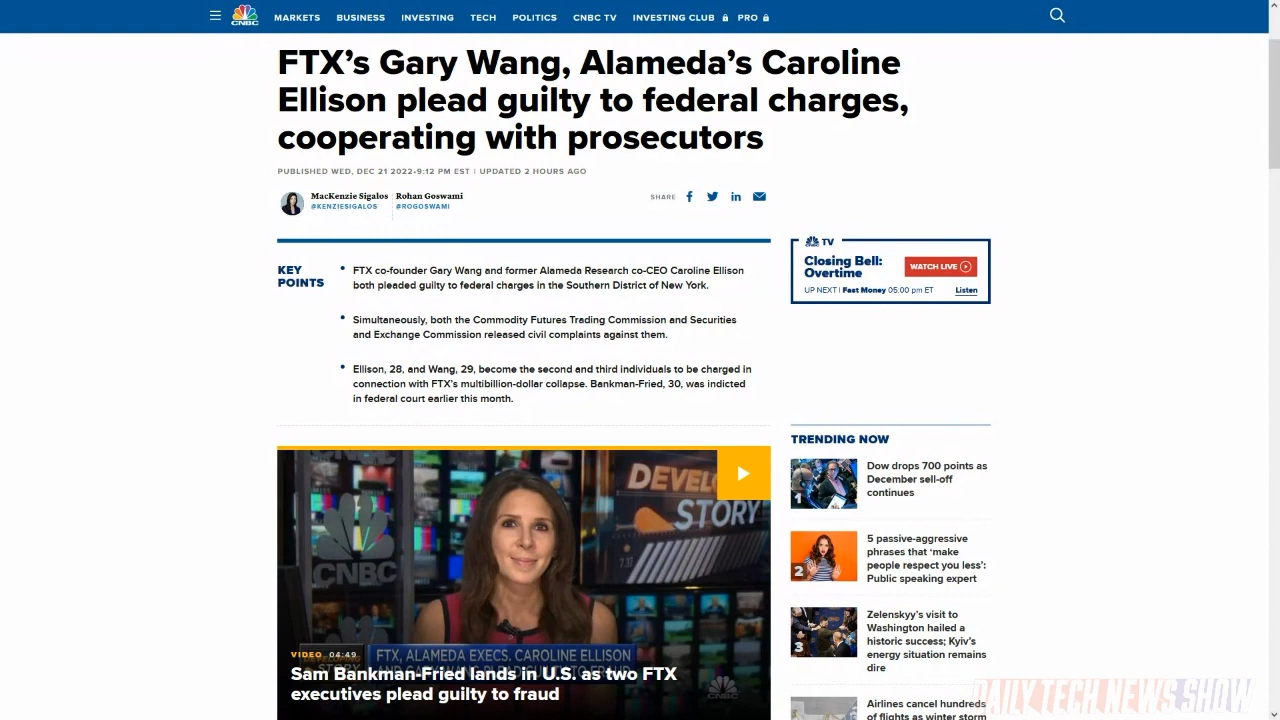 CNBC
MARKETS
BUSINESS
INVESTING
TECH
POLITICS
CNBC TV
INVESTING CLUB
PRO
FTX’s Gary Wang, Alameda’s Caroline
Ellison plead guilty to federal charges,
cooperating with prosecutors
PUBLISHED WED, DEC 21 2022•9:12 PM EST | UPDATED 2 HOURS AGO
MacKenzie Sigalos
@KENZIESIGALOS
Rohan Goswami
@ROGOSWAMI
SHARE
KEY
POINTS
• FTX co-founder Gary Wang and former Alameda Research co-CEO Caroline Ellison
both pleaded guilty to federal charges in the Southern District of New York.
• Simultaneously, both the Commodity Futures Trading Commission and Securities
and Exchange Commission released civil complaints against them.
• Ellison, 28, and Wang, 29, become the second and third individuals to be charged in
connection with FTX’s multibillion-dollar collapse. Bankman-Fried, 30, was indicted
in federal court earlier this month.
TV
Closing Bell:
Overtime
WATCH LIVE
UP NEXT | Fast Money 05:00 pm ET
Listen
DEVEL
STORY
CNBC
FTX, ALAMEDA EXECS. CAROLINE ELLISON
VIDEO 04:49
Sam Bankman-Fried lands in U.S. as two FTX
executives plead guilty to fraud
CNBC
TRENDING NOW
1
Dow drops 700 points as
December sell-off
continues
2
5 passive-aggressive
phrases that ‘make
people respect you less’:
Public speaking expert
3
Zelenskyy’s visit to
Washington hailed a
historic success; Kyiv’s
energy situation remains
dire
Airlines cancel hundreds
of flights as winter storm
DAILY TECH NEWS SHOW